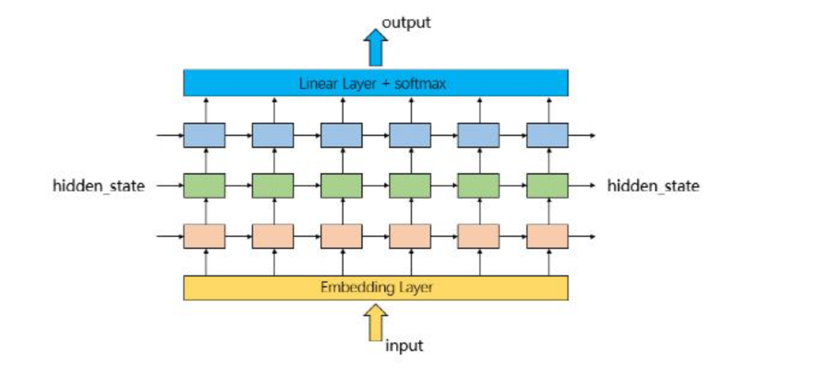 output
Linear Layer + softmax
hidden_state
hidden_state
Embedding Layer
input